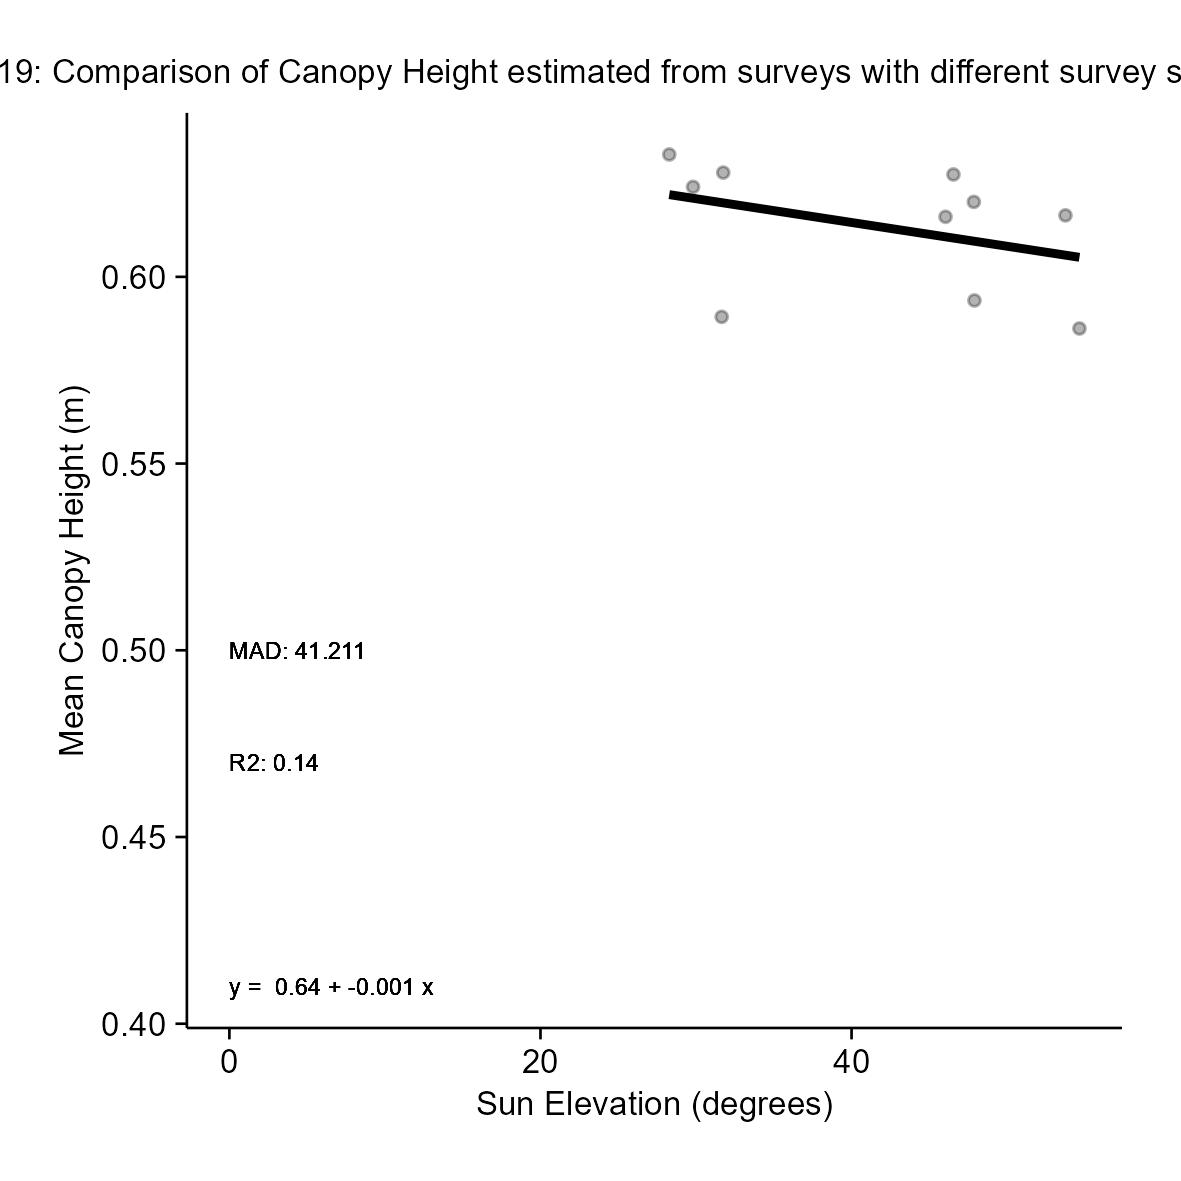 19: Comparison of Canopy Height estimated from surveys with different survey s
0.60
0.55
0.50
0.45
0.40
Mean Canopy Height (m)
MAD: 41.211
R2: 0.14
y =  0.64 + -0.001 x
0 20 40
Sun Elevation (degrees)